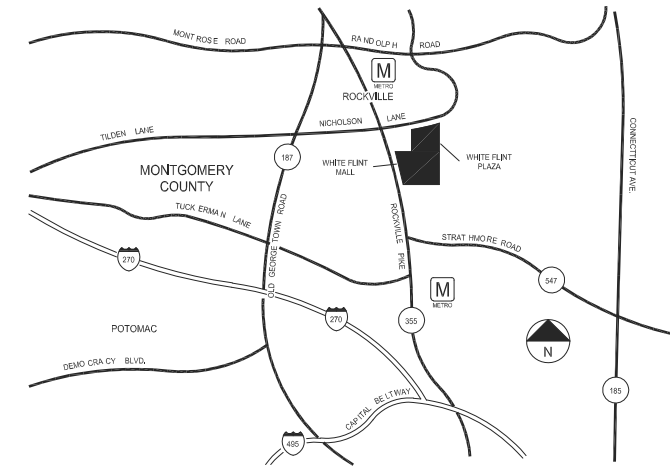 MONTROSE ROAD
RANDOLPH ROAD
M
METRO
ROCKVILLE
NICHOLSON LANE
TILDEN LANE
CONNECTICUT AVE.
187
WHITE FLINT
MALL
WHITE FLINT
PLAZA
MONTGOMERY
COUNTY
TUCKERMAN LANE
OLD GEORGETOWN ROAD
ROCKVILLE PIKE
STRATHMORE ROAD
270
547
M
METRO
270
355
POTOMAC
N
DEMOCRACY BLVD.
185
CAPITAL BELTWAY
495